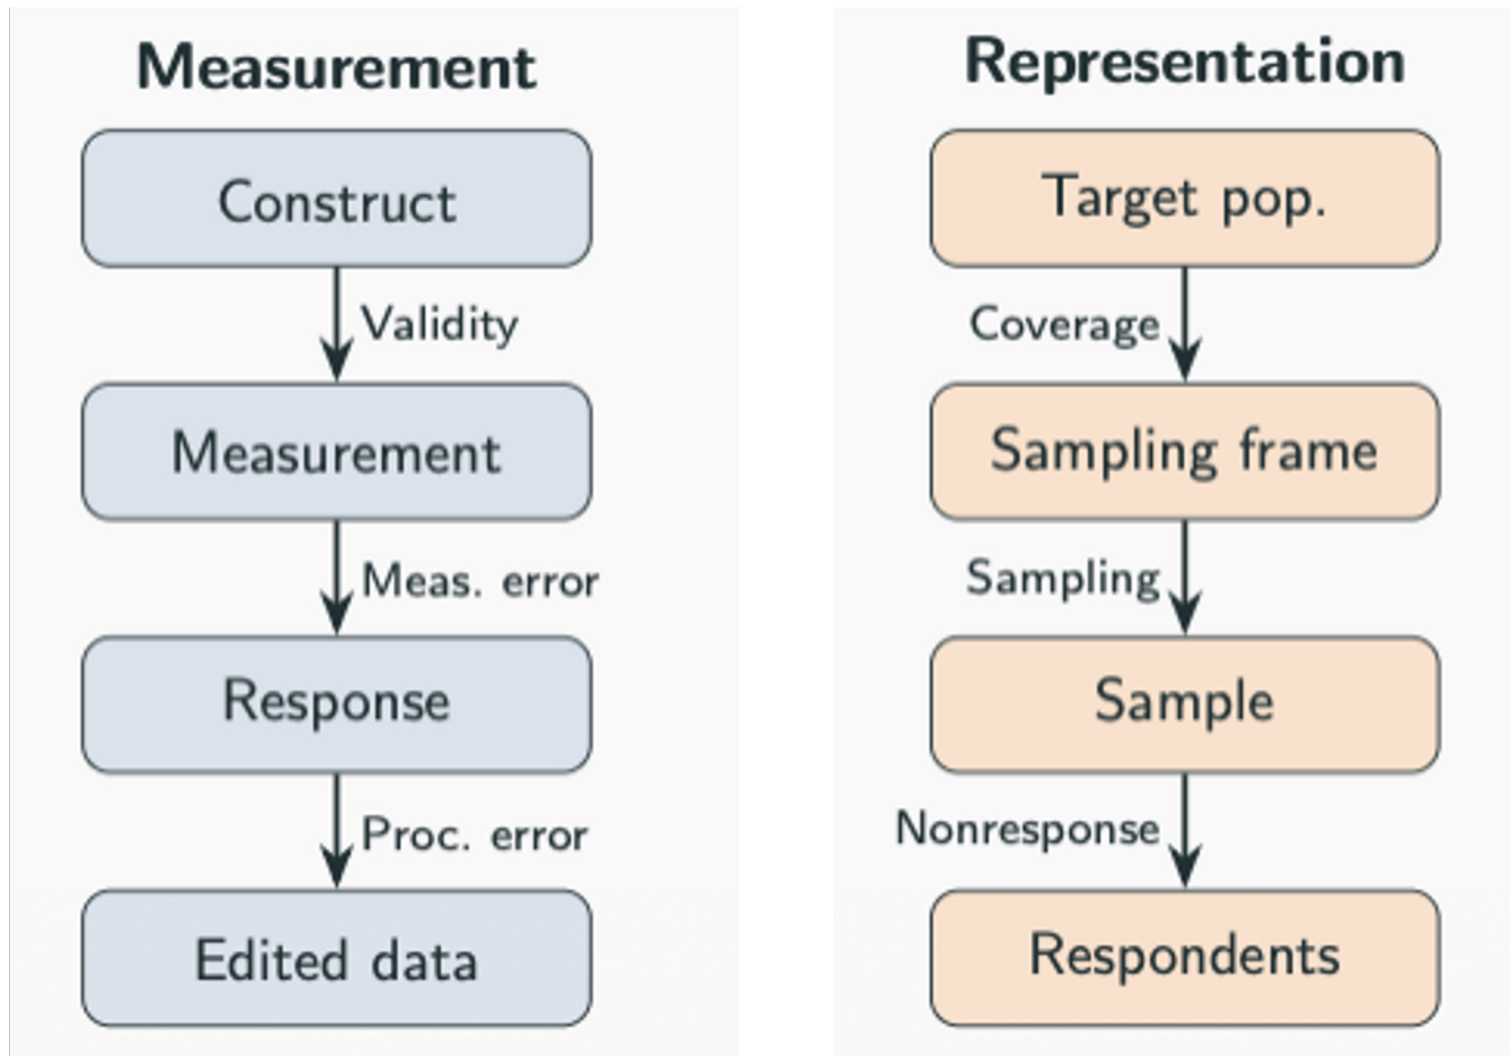 Measurement
Construct
Validity
Measurement
Meas. error
Response
Proc. error
Edited data
Representation
Target pop.
Coverage
Sampling frame
Sampling
Sample
Nonresponse
Respondents